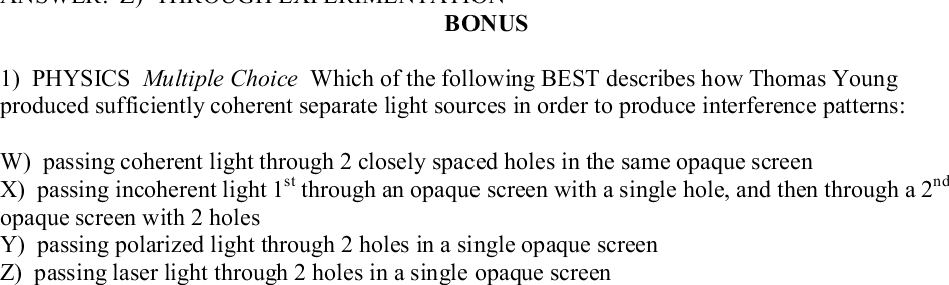 ANSWER: Z) THROUGH EXPERIMENTATION
BONUS
1) PHYSICS Multiple Choice Which of the following BEST describes how Thomas Young
produced sufficiently coherent separate light sources in order to produce interference patterns:
W) passing coherent light through 2 closely spaced holes in the same opaque screen
X) passing incoherent light 1st through an opaque screen with a single hole, and then through a 2nd
opaque screen with 2 holes
Y) passing polarized light through 2 holes in a single opaque screen
Z) passing laser light through 2 holes in a single opaque screen